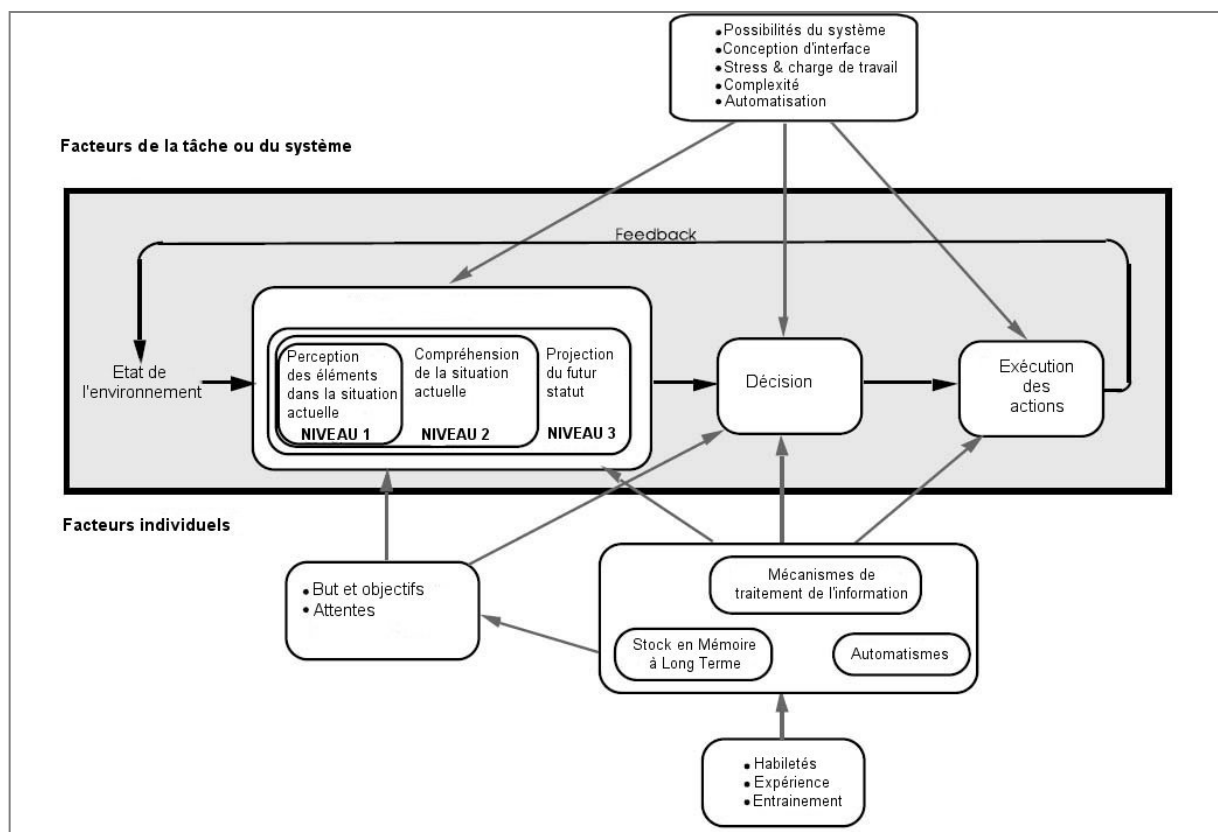 •Possibilités du système
•Conception d'interface
•Stress & charge de travail
•Complexité
•Automatisation
Facteurs de la tâche ou du système
Feedback
Etat de
l'environnement
Perception
des éléments
dans la situation
actuelle
NIVEAU 1
Compréhension
de la situation
actuelle
NIVEAU 2
Projection
du futur
statut
NIVEAU 3
Décision
Exécution
des
actions
Facteurs individuels
•But et objectifs
•Attentes
Mécanismes de
traitement de l'information
Stock en Mémoire
à Long Terme
Automatismes
•Habiletés
•Expérience
•Entrainement